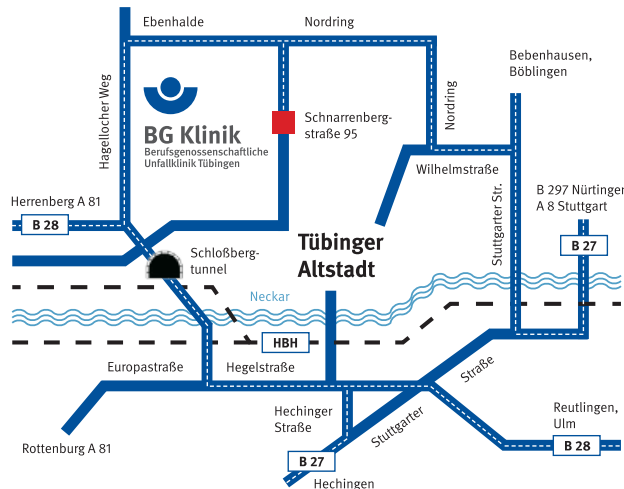 Ebenhalde
Nordring
Bebenhausen,
Böblingen
Hagellocher Weg
Nordring
BG Klinik
Berufsgenossenschaftliche
Unfallklinik Tübingen
Schnarrenberg-
straße 95
Wilhelmstraße
Herrenberg A 81
B 28
B 297 Nürtingen
A 8 Stuttgart
B 27
Stuttgarter Str.
Schloßberg-
tunnel
Tübinger
Altstadt
Neckar
HBH
Europastraße
Hegelstraße
Straße
Stuttgarter
Hechinger
Straße
Rottenburg A 81
B 27
Hechingen
Reutlingen,
Ulm
B 28